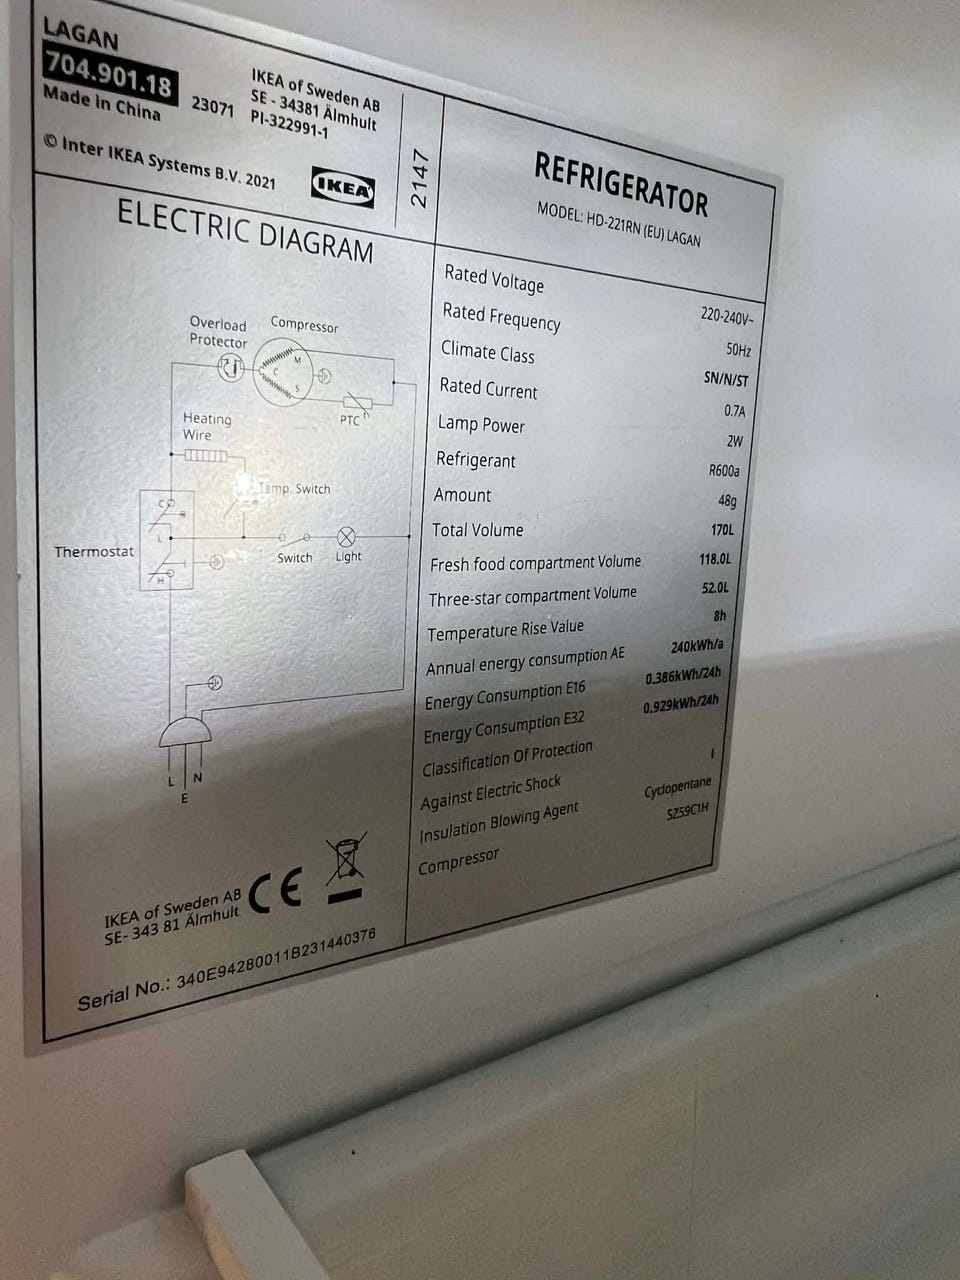 LAGAN
704.901.18
Made in China
23071
IKEA of Sweden AB
SE - 34381 Älmhult
PI-322991-1
© Inter IKEA Systems B.V. 2021
IKEA
2147
REFRIGERATOR
MODEL: HD-221RN (EU) LAGAN
ELECTRIC DIAGRAM
Overload
Protector
Compressor
M
C
S
PTC
Heating
Wire
Temp. Switch
C
L
H
Thermostat
Switch
Light
L
N
E
Rated Voltage 220-240V~
Rated Frequency 50Hz
Climate Class SN/N/ST
Rated Current 0.7A
Lamp Power 2W
Refrigerant R600a
Amount 48g
Total Volume 170L
Fresh food compartment Volume 118.0L
Three-star compartment Volume 52.0L
Temperature Rise Value 8h
Annual energy consumption AE 240kWh/a
Energy Consumption E16 0.386kWh/24h
Energy Consumption E32 0.929kWh/24h
Classification Of Protection
Against Electric Shock I
Insulation Blowing Agent Cyclopentane
Compressor SZ59C1H
IKEA of Sweden AB
SE- 343 81 Älmhult
CE
Serial No.: 340E94280011B231440376